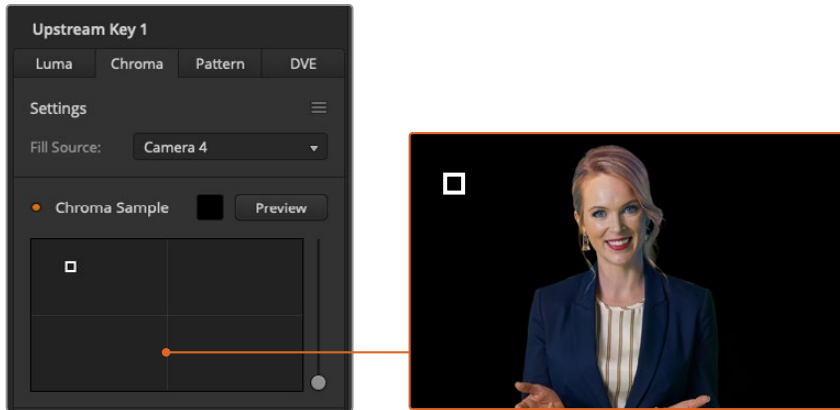 Upstream Key 1
Luma Chroma Pattern DVE
Settings
Fill Source: Camera 4
Chroma Sample Preview